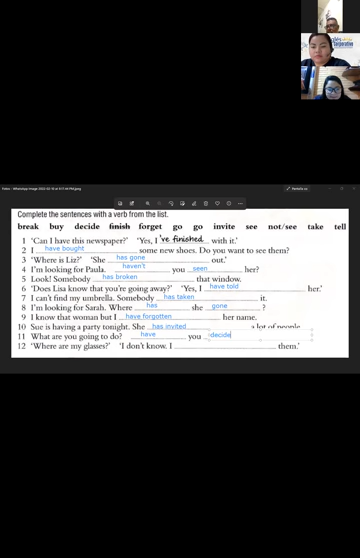 Complete the sentences with a verb from the list.
break buy decide finish forget go go invite see not/see take tell
1 'Can I have this newspaper?' 'Yes, I 've finished with it.'
2 I have bought some new shoes. Do you want to see them?
3 'Where is Liz?' 'She has gone out.'
4 I'm looking for Paula. haven't you seen her?
5 Look! Somebody has broken that window.
6 'Does Lisa know that you're going away?' 'Yes, I have told her.'
7 I can't find my umbrella. Somebody has taken it.
8 I'm looking for Sarah. Where has she gone ?
9 I know that woman but I have forgotten her name.
10 Sue is having a party tonight. She has invited a lot of people
11 What are you going to do? have you decide
12 'Where are my glasses?' 'I don't know. I them.'